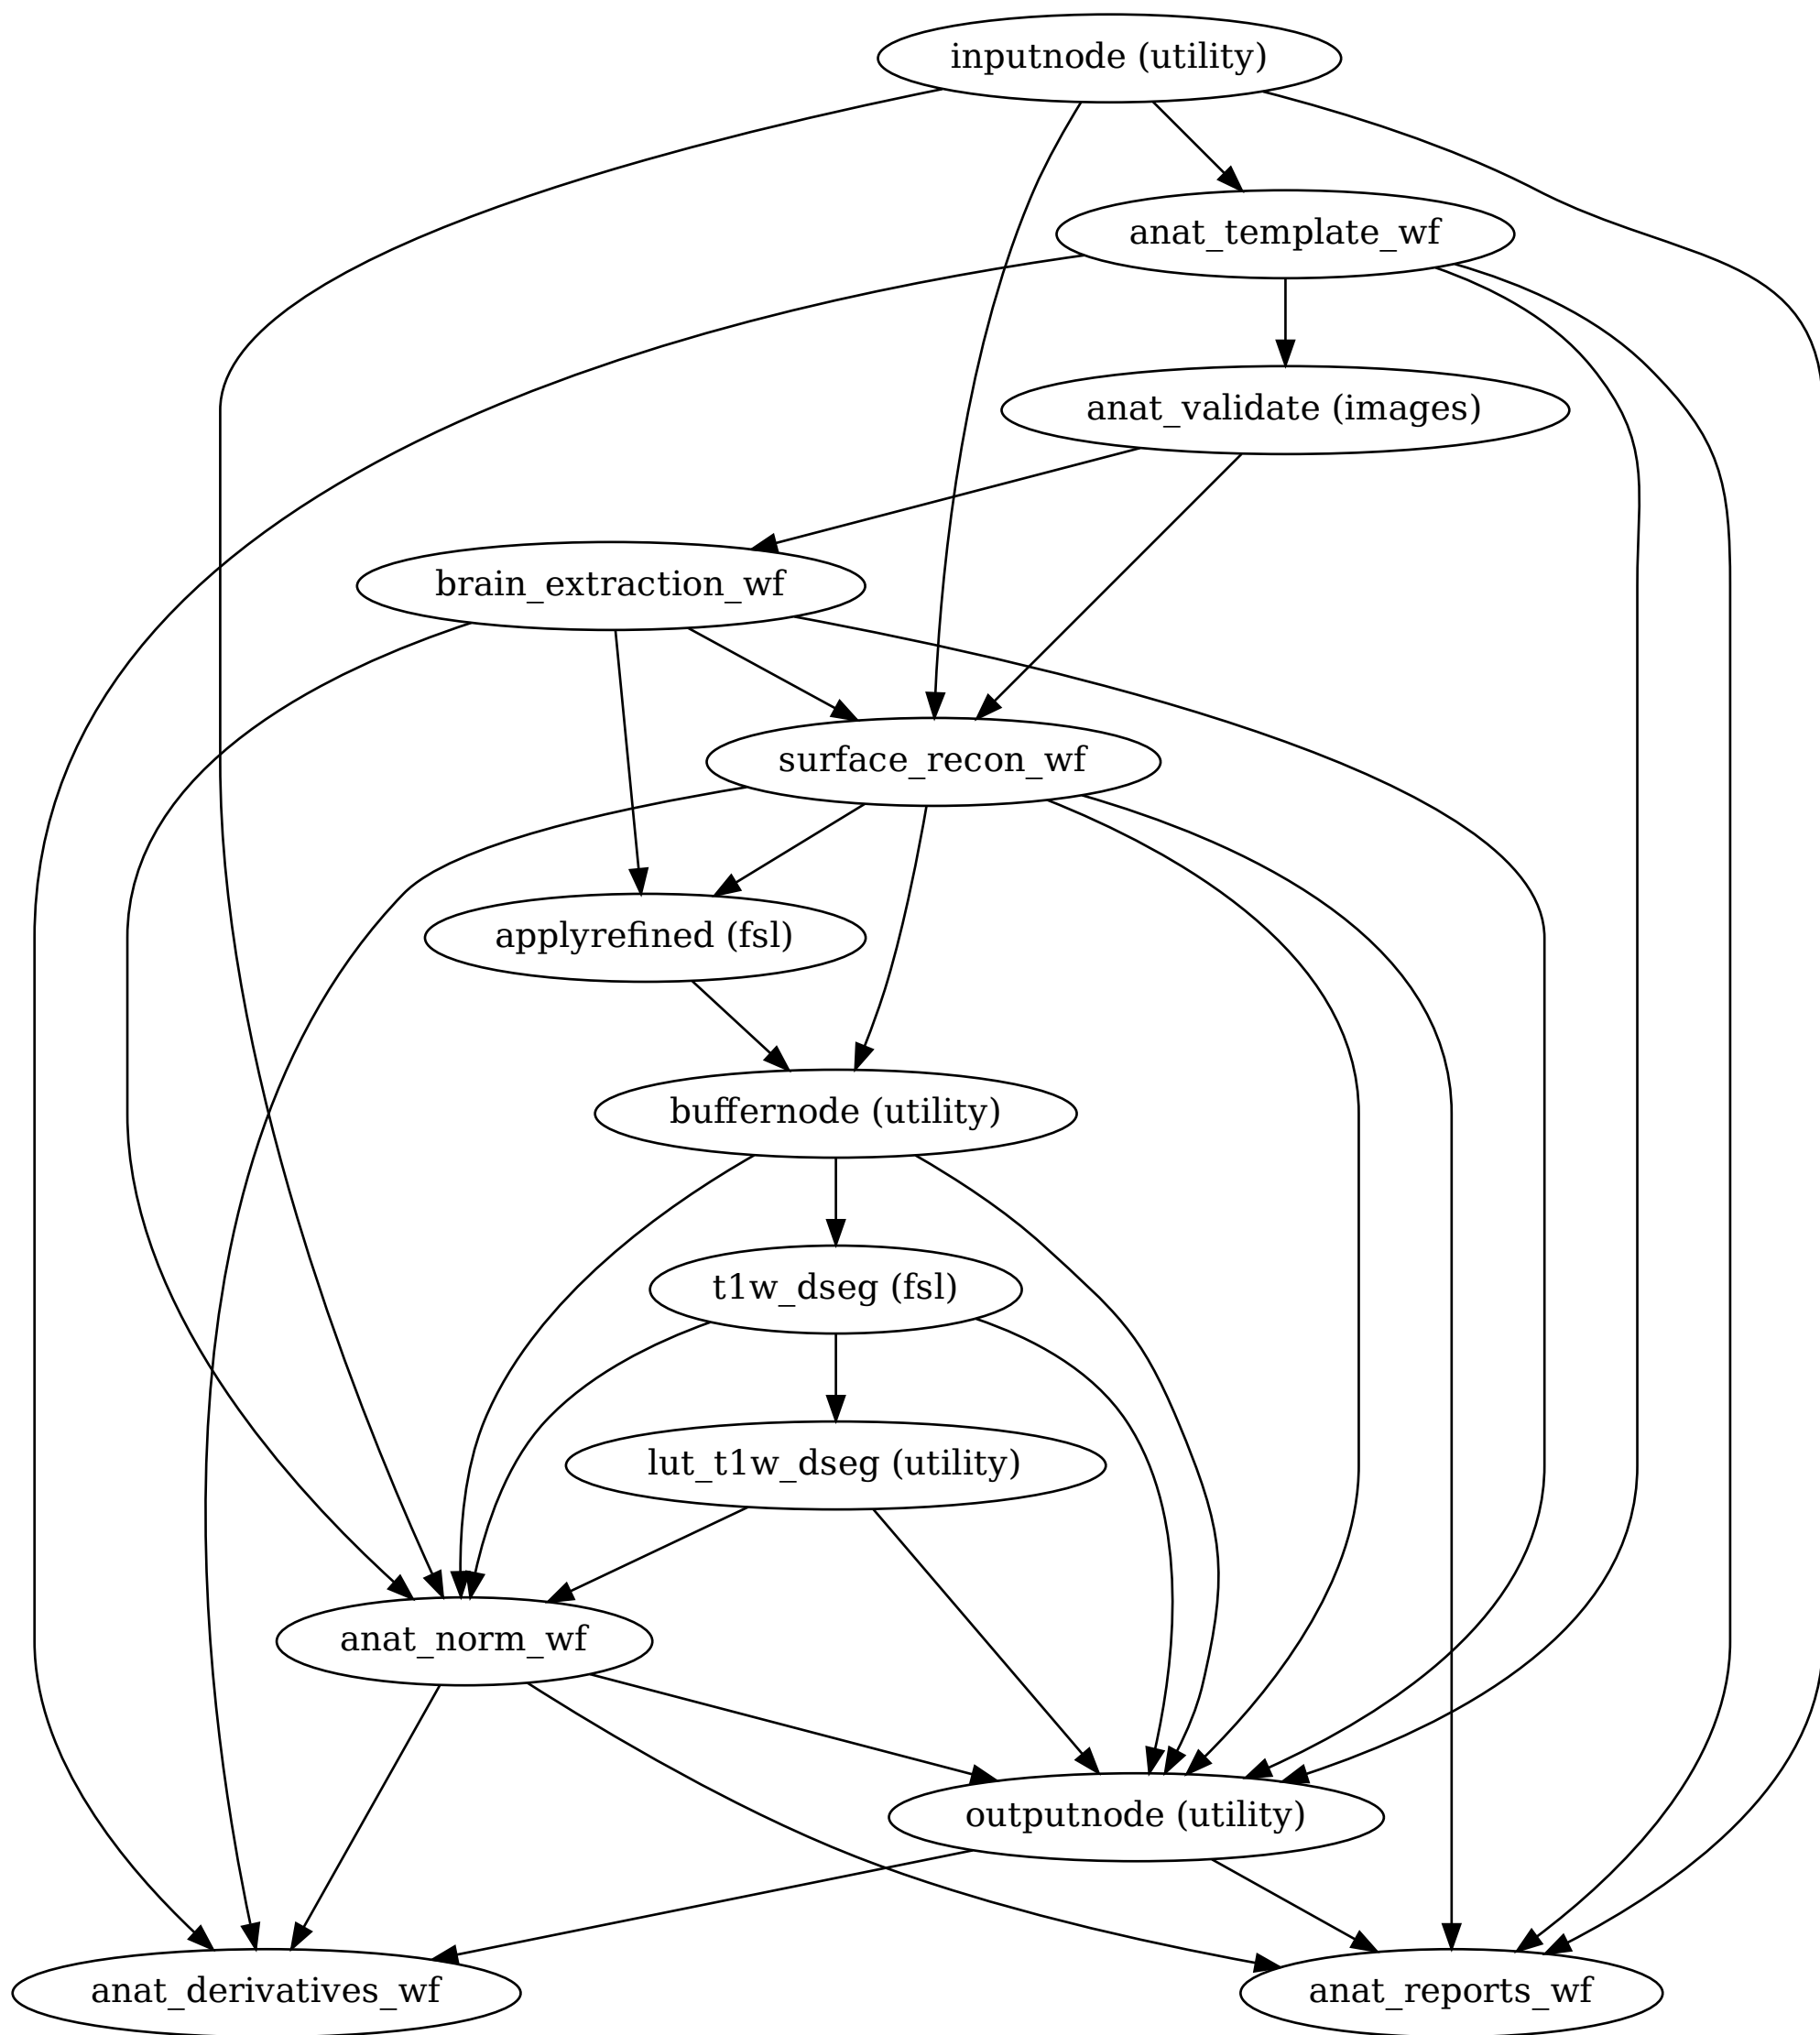 inputnode (utility)
anat_template_wf
anat_validate (images)
brain_extraction_wf
surface_recon_wf
applyrefined (fsl)
buffernode (utility)
t1w_dseg (fsl)
lut_t1w_dseg (utility)
anat_norm_wf
outputnode (utility)
anat_derivatives_wf
anat_reports_wf